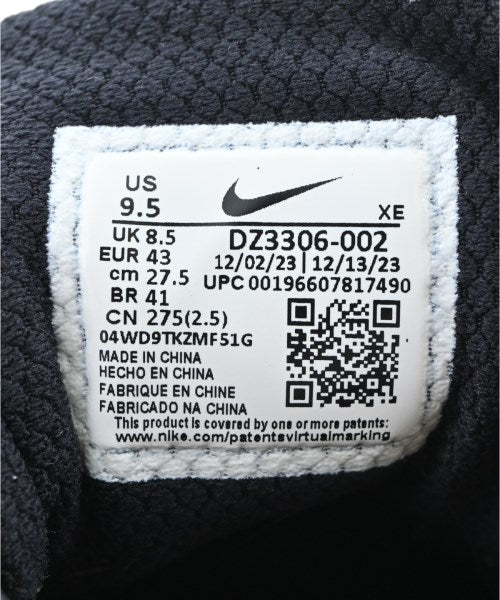 US
9.5
XE
UK 8.5
DZ3306-002
EUR 43
12/02/23 | 12/13/23
cm 27.5
UPC 00196607817490
BR 41
CN 275(2.5)
04WD9TKZMF51G
MADE IN CHINA
HECHO EN CHINA
FABRIQUE EN CHINE
FABRICADO NA CHINA
This product is covered by one or more patents:
www.nike.com/patentsvirtualmarking